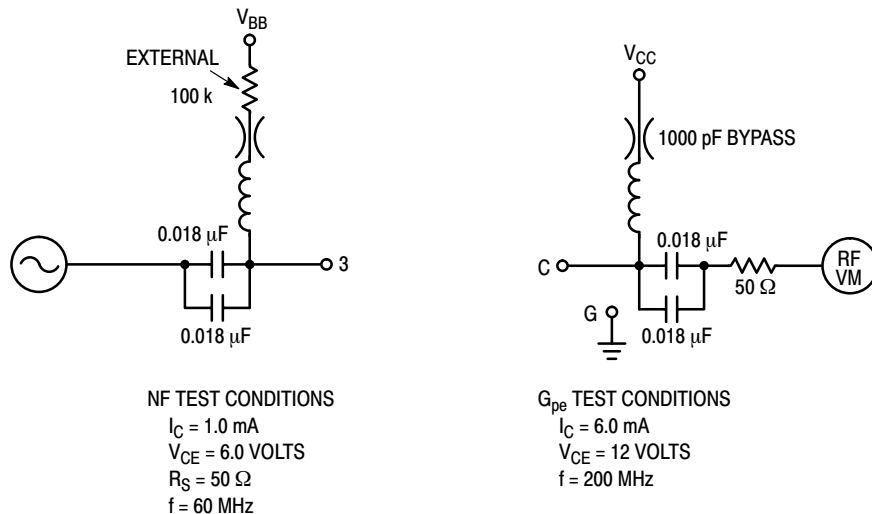 V_BB
EXTERNAL
100 k
0.018 µF
3
0.018 µF
V_CC
1000 pF BYPASS
0.018 µF
C
50 Ω
RF
VM
G
0.018 µF
NF TEST CONDITIONS
I_C = 1.0 mA
V_CE = 6.0 VOLTS
R_S = 50 Ω
f = 60 MHz
G_pe TEST CONDITIONS
I_C = 6.0 mA
V_CE = 12 VOLTS
f = 200 MHz